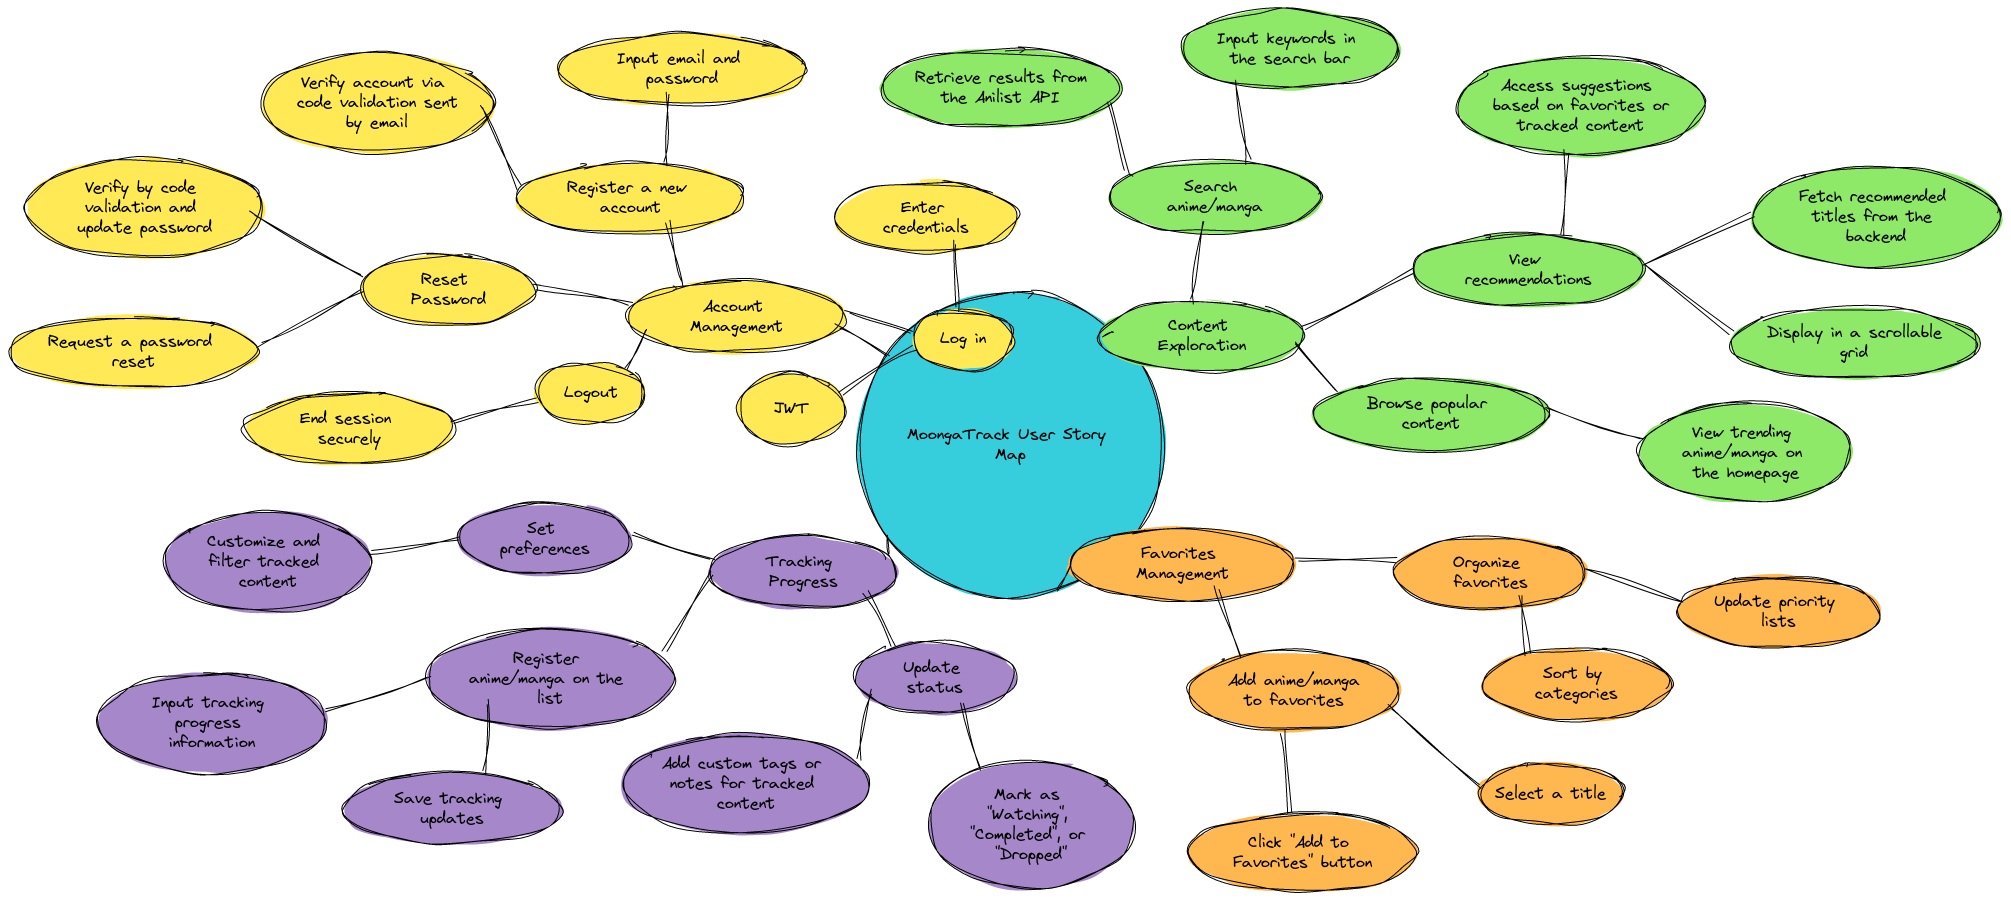 Input keywords in
the search bar
Input email and
password
Retrieve results from
the Anilist API
Verify account via
code validation sent
by email
Access suggestions
based on favorites or
tracked content
Verify by code
validation and
update password
Register a new
account
Enter
credentials
Search
anime/manga
Fetch recommended
titles from the
backend
View
recommendations
Reset
Password
Account
Management
Log in
Content
Exploration
Request a password
reset
Display in a scrollable
grid
Logout
JWT
Browse popular
content
End session
securely
MoongaTrack User Story
Map
View trending
anime/manga on
the homepage
Customize and
filter tracked
content
Set
preferences
Tracking
Progress
Favorites
Management
Organize
favorites
Update priority
lists
Register
anime/manga on the
list
Update
status
Add anime/manga
to favorites
Sort by
categories
Input tracking
progress
information
Add custom tags or
notes for tracked
content
Save tracking
updates
Mark as
"Watching",
"Completed", or
"Dropped"
Select a title
Click "Add to
Favorites" button